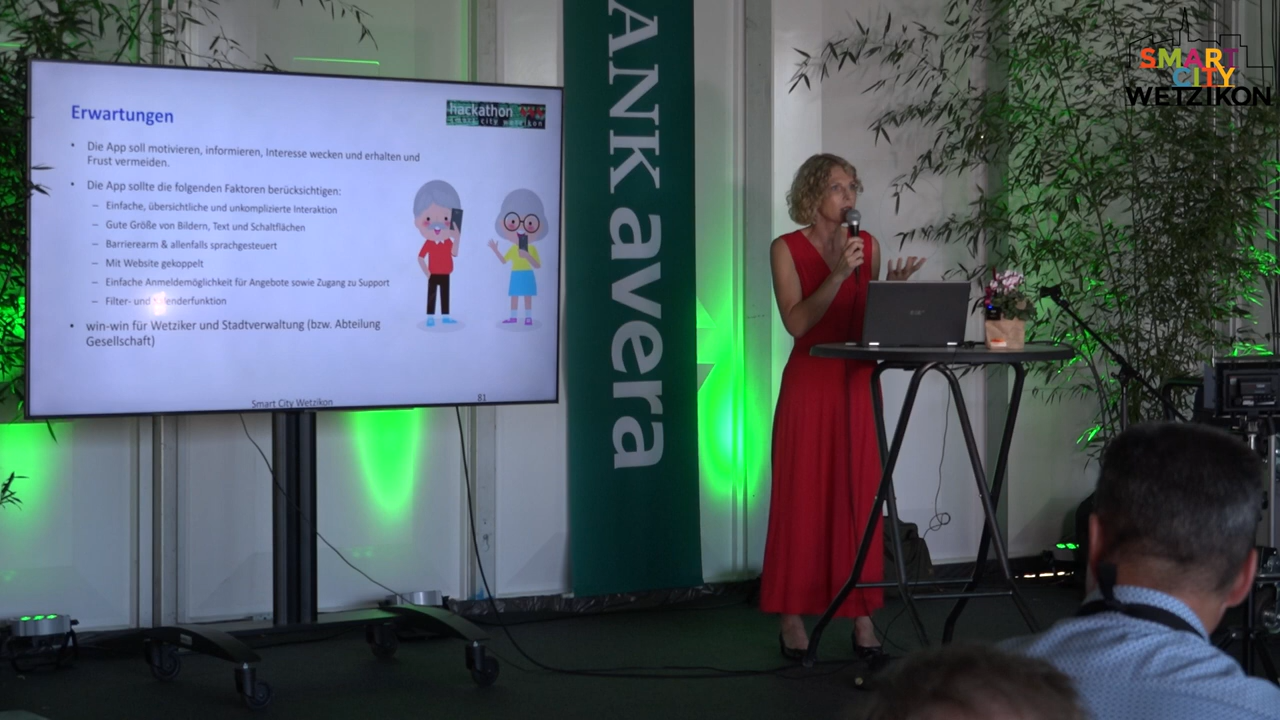 Erwartungen
hackathon
smart city wetzikon
• Die App soll motivieren, informieren, Interesse wecken und erhalten und
Frust vermeiden.
• Die App sollte die folgenden Faktoren berücksichtigen:
– Einfache, übersichtliche und unkomplizierte Interaktion
– Gute Größe von Bildern, Text und Schaltflächen
– Barrierearm & allenfalls sprachgesteuert
– Mit Website gekoppelt
– Einfache Anmeldemöglichkeit für Angebote sowie Zugang zu Support
– Filter- und Kalenderfunktion
• win-win für Wetziker und Stadtverwaltung (bzw. Abteilung
Gesellschaft)
Smart City Wetzikon
81
ANK avera
SMART
CITY
WETZIKON